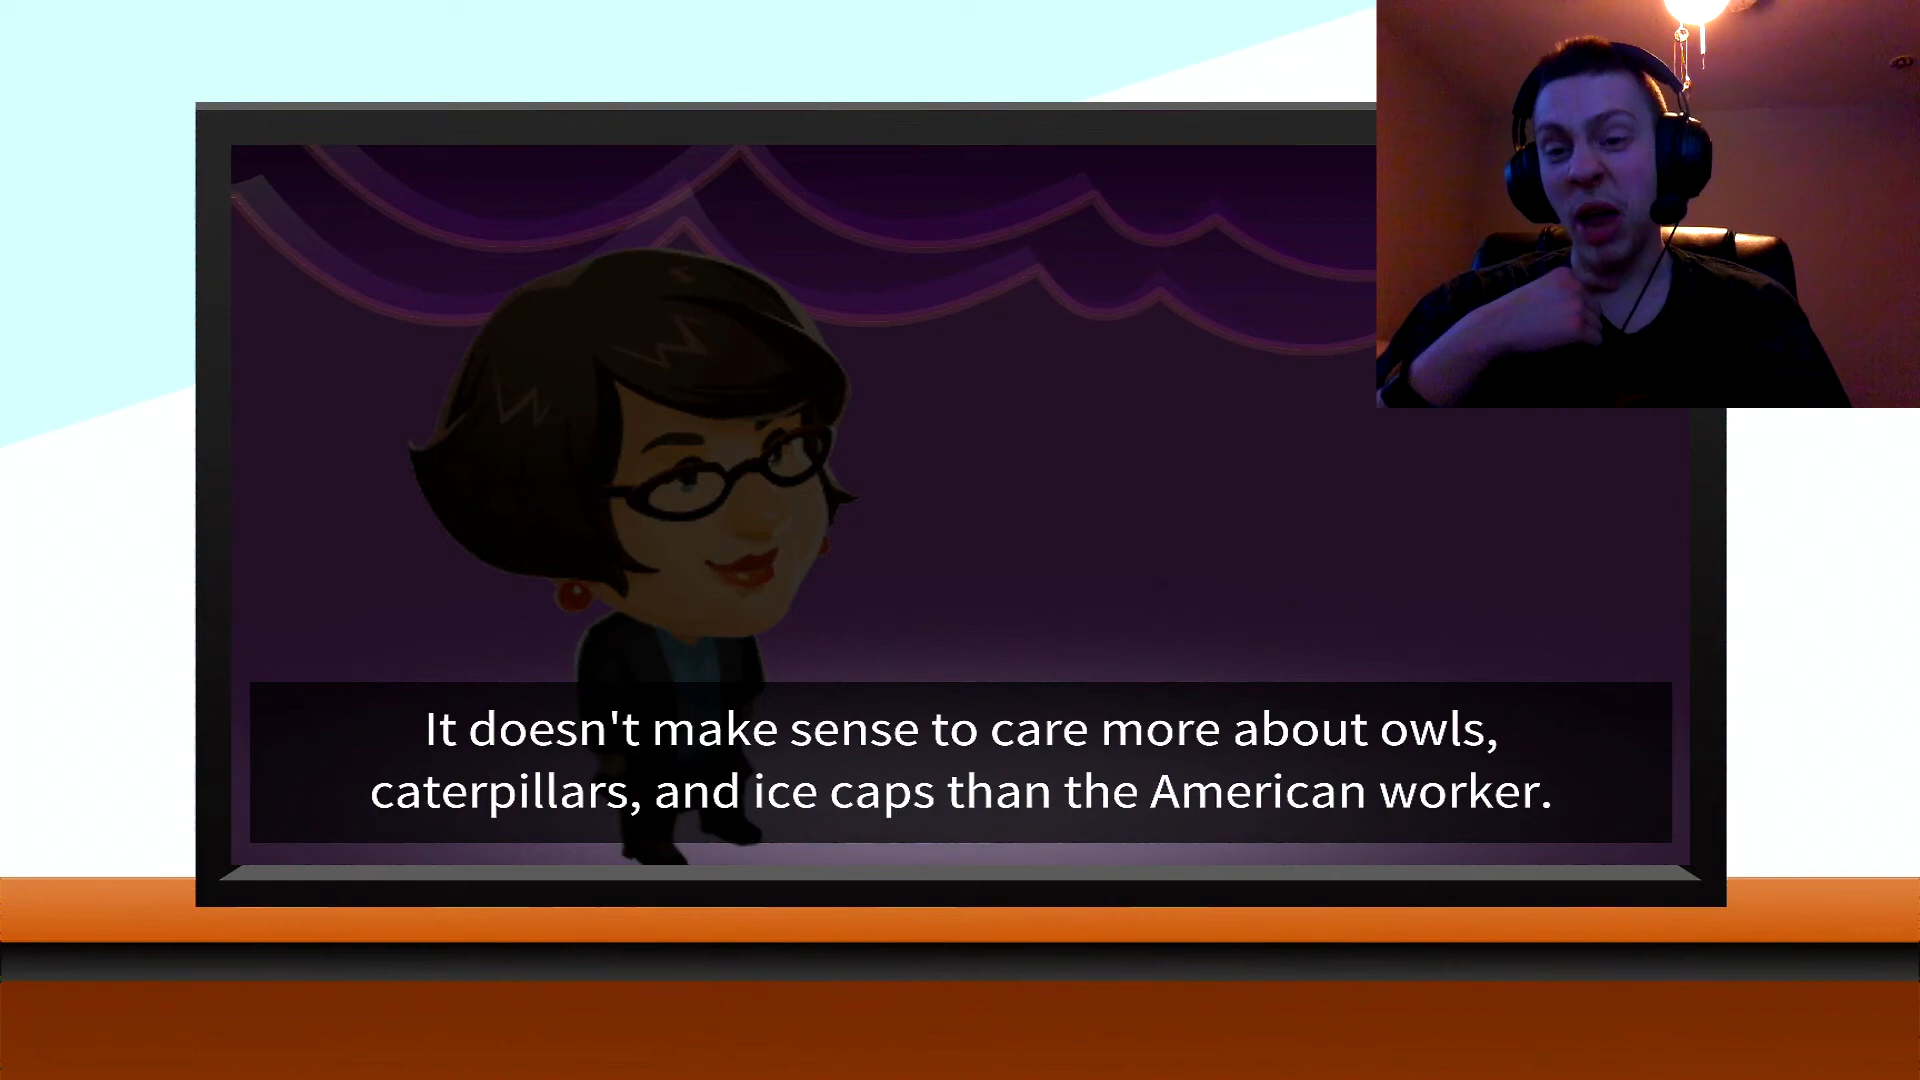 It doesn't make sense to care more about owls,
caterpillars, and ice caps than the American worker.